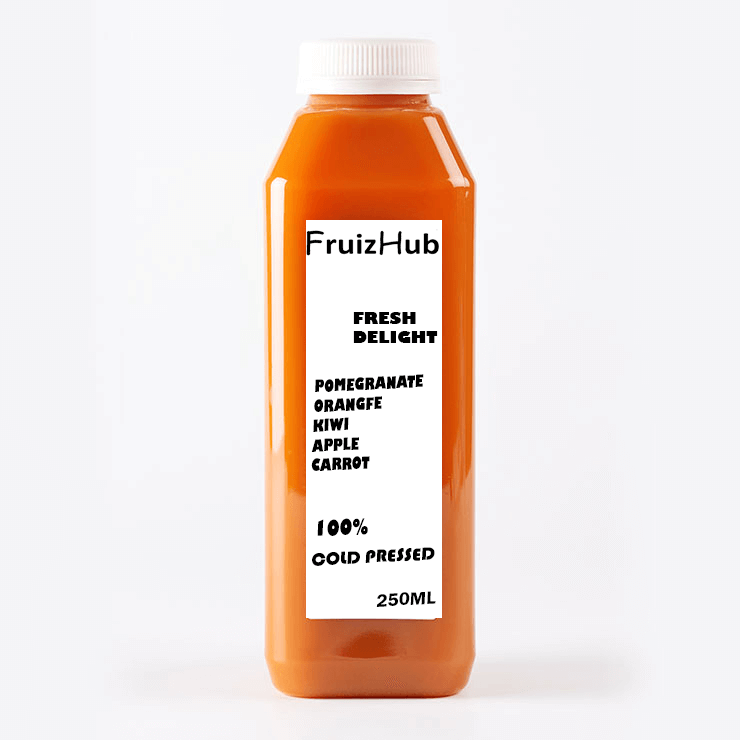 FruizHub
FRESH
DELIGHT
POMEGRANATE
ORANGFE
KIWI
APPLE
CARROT
100%
COLD PRESSED
250ML